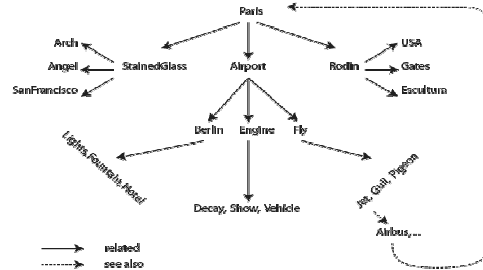 Paris
Arch
Angel
SanFrancisco
StainedGlass
Airport
Rodin
USA
Gates
Escultura
Berlin
Engine
Fly
Lights, Fountain, Hotel
Decay, Show, Vehicle
Jet, Gull, Pigeon
Airbus,...
related
see also